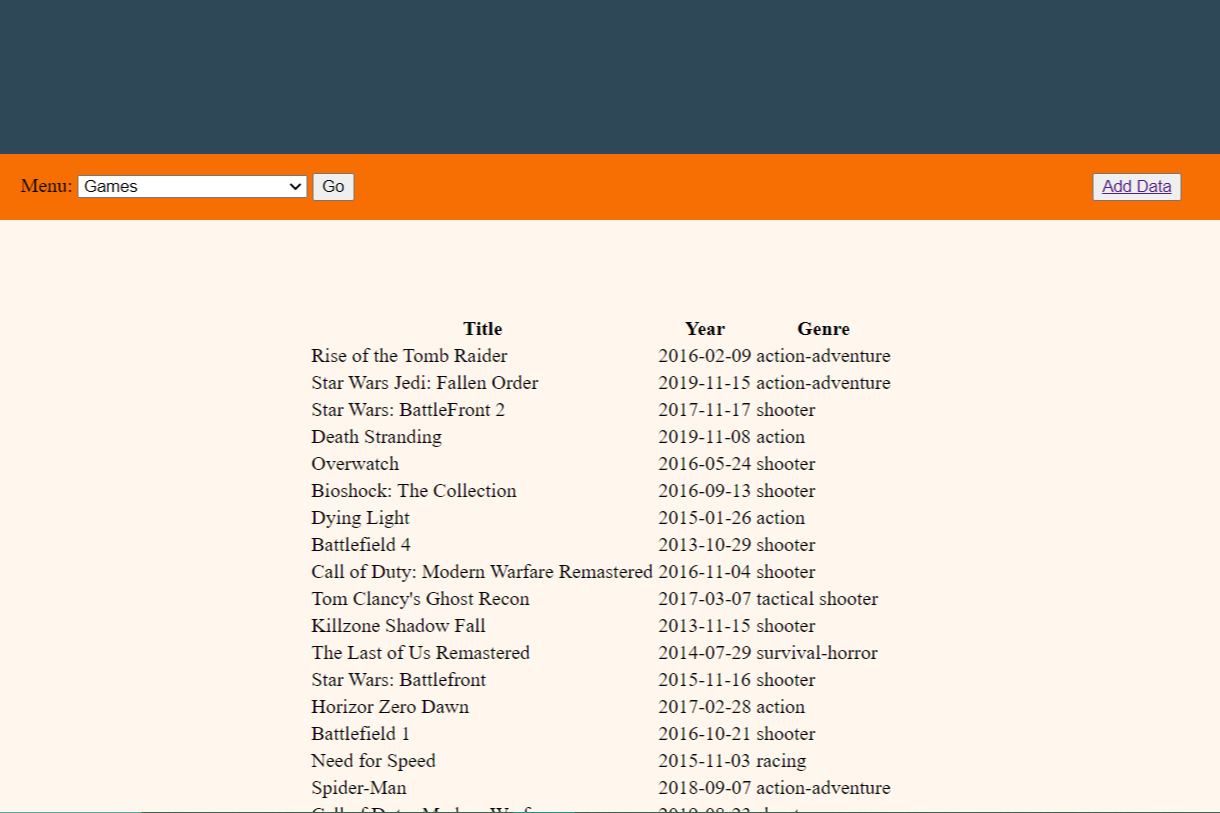 Menu: Games Go Add Data
Title Year Genre
Rise of the Tomb Raider 2016-02-09 action-adventure
Star Wars Jedi: Fallen Order 2019-11-15 action-adventure
Star Wars: BattleFront 2 2017-11-17 shooter
Death Stranding 2019-11-08 action
Overwatch 2016-05-24 shooter
Bioshock: The Collection 2016-09-13 shooter
Dying Light 2015-01-26 action
Battlefield 4 2013-10-29 shooter
Call of Duty: Modern Warfare Remastered 2016-11-04 shooter
Tom Clancy's Ghost Recon 2017-03-07 tactical shooter
Killzone Shadow Fall 2013-11-15 shooter
The Last of Us Remastered 2014-07-29 survival-horror
Star Wars: Battlefront 2015-11-16 shooter
Horizor Zero Dawn 2017-02-28 action
Battlefield 1 2016-10-21 shooter
Need for Speed 2015-11-03 racing
Spider-Man 2018-09-07 action-adventure